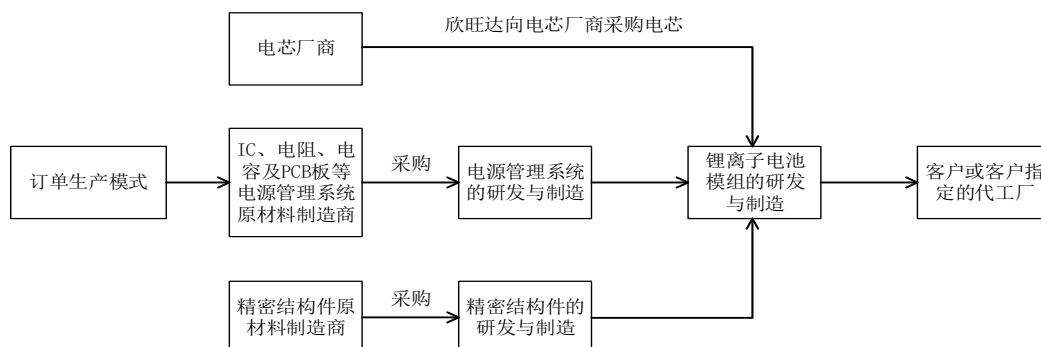 欣旺达向电芯厂商采购电芯
电芯厂商
订单生产模式
IC、电阻、电
容及PCB板等
电源管理系统
原材料制造商
采购
电源管理系统
的研发与制造
锂离子电池
模组的研发
与制造
客户或客户指
定的代工厂
精密结构件原
材料制造商
采购
精密结构件的
研发与制造